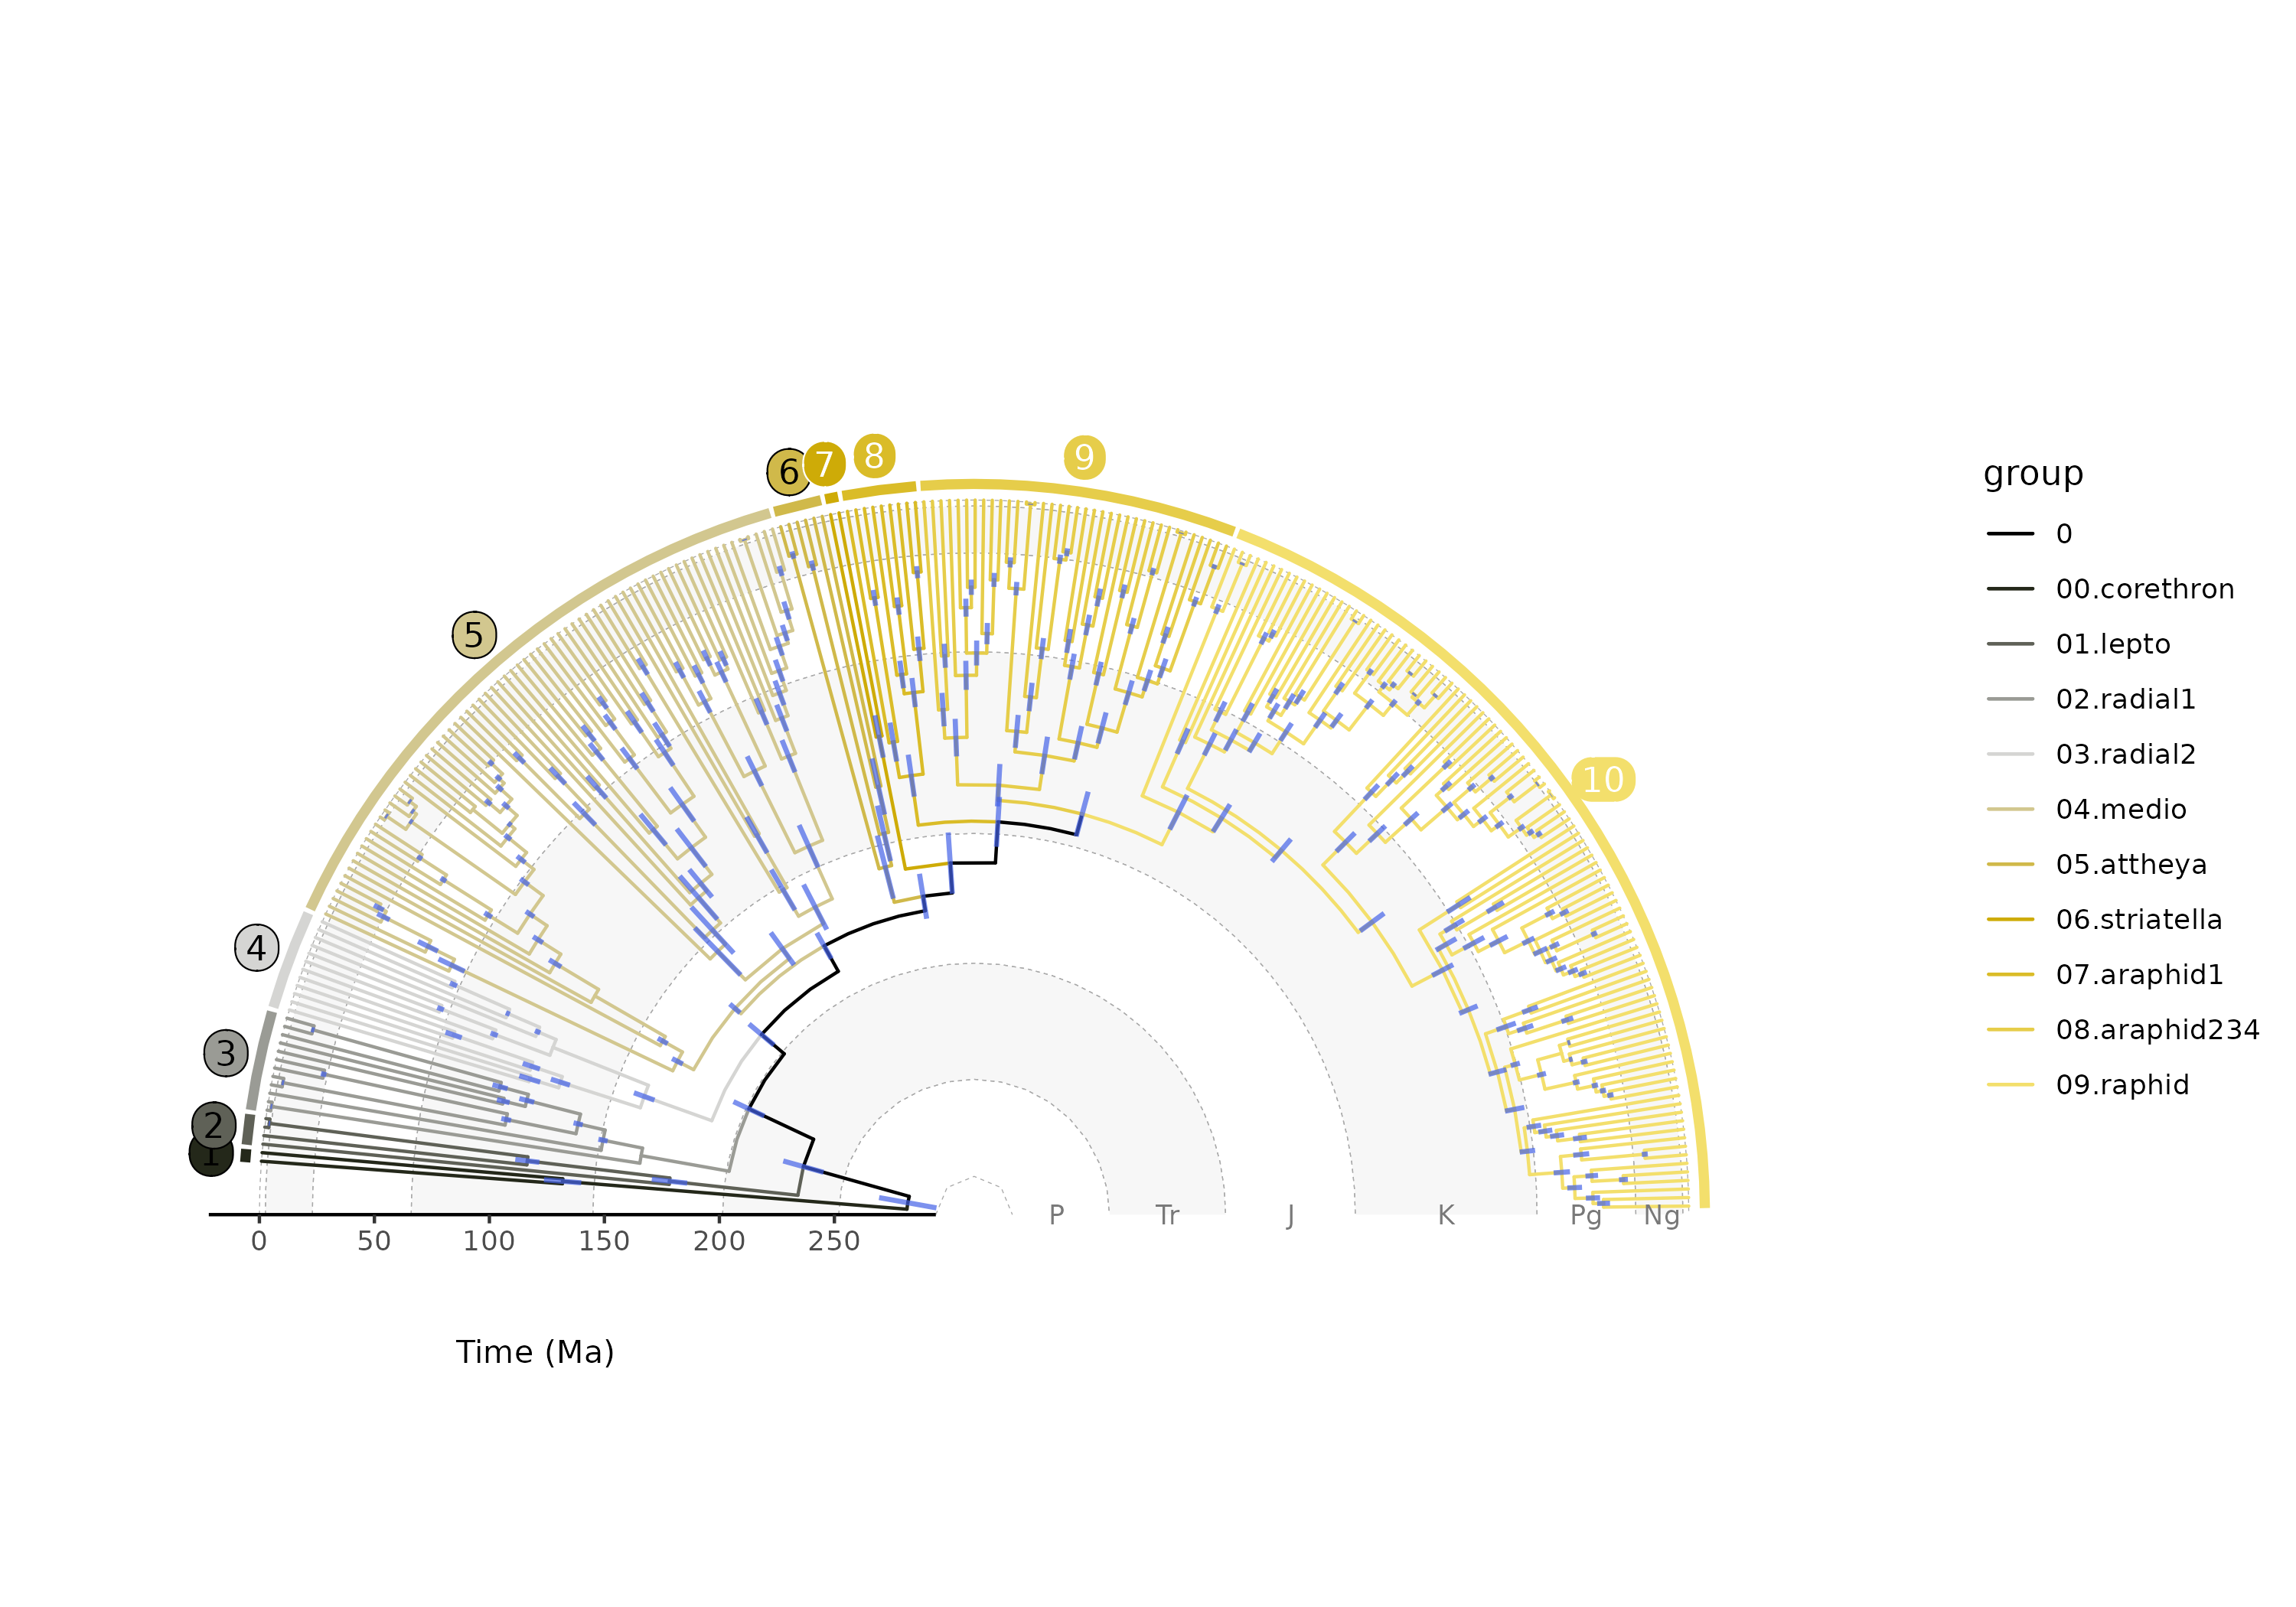 6 7 8 9
5
10
4
3
2
1
P Tr J K Pg Ng
0 50 100 150 200 250
Time (Ma)
group
0
00.corethron
01.lepto
02.radial1
03.radial2
04.medio
05.attheya
06.striatella
07.araphid1
08.araphid234
09.raphid